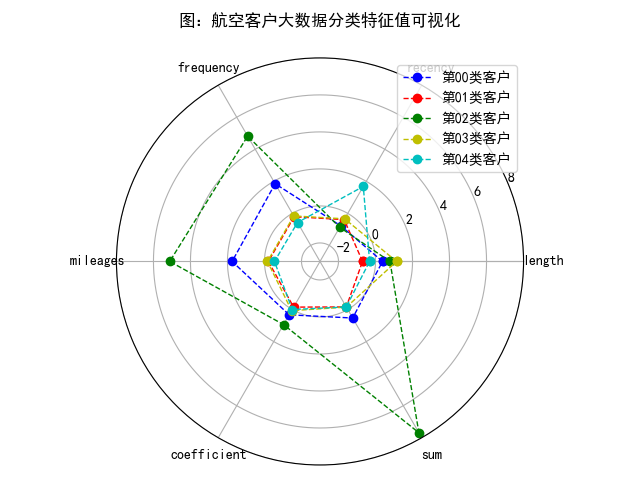 图：航空客户大数据分类特征值可视化
frequency
recency
第00类客户
第01类客户
第02类客户
第03类客户
第04类客户
8
6
4
2
0
-2
mileages
length
coefficient
sum